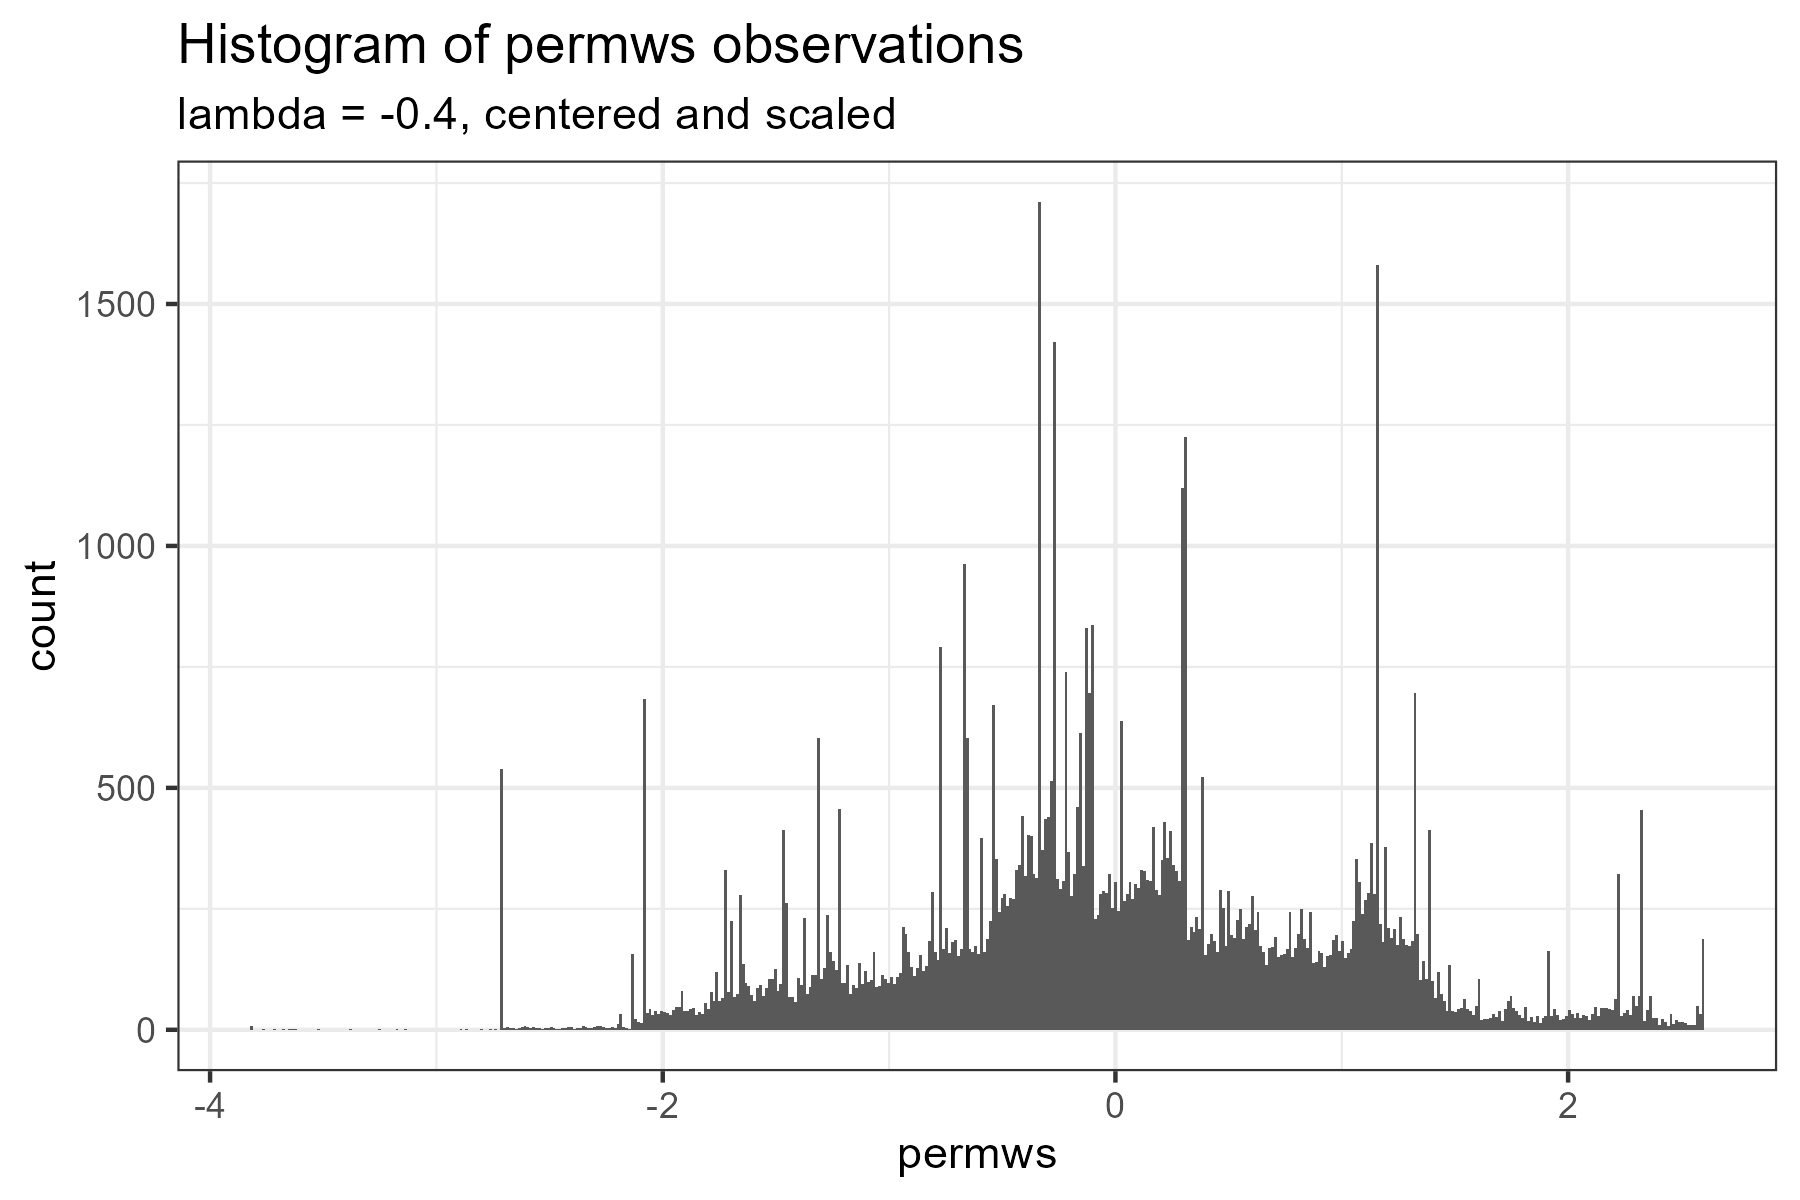 Histogram of permws observations
lambda = -0.4, centered and scaled
1500
1000
500
0
count
-4
-2
0
2
permws